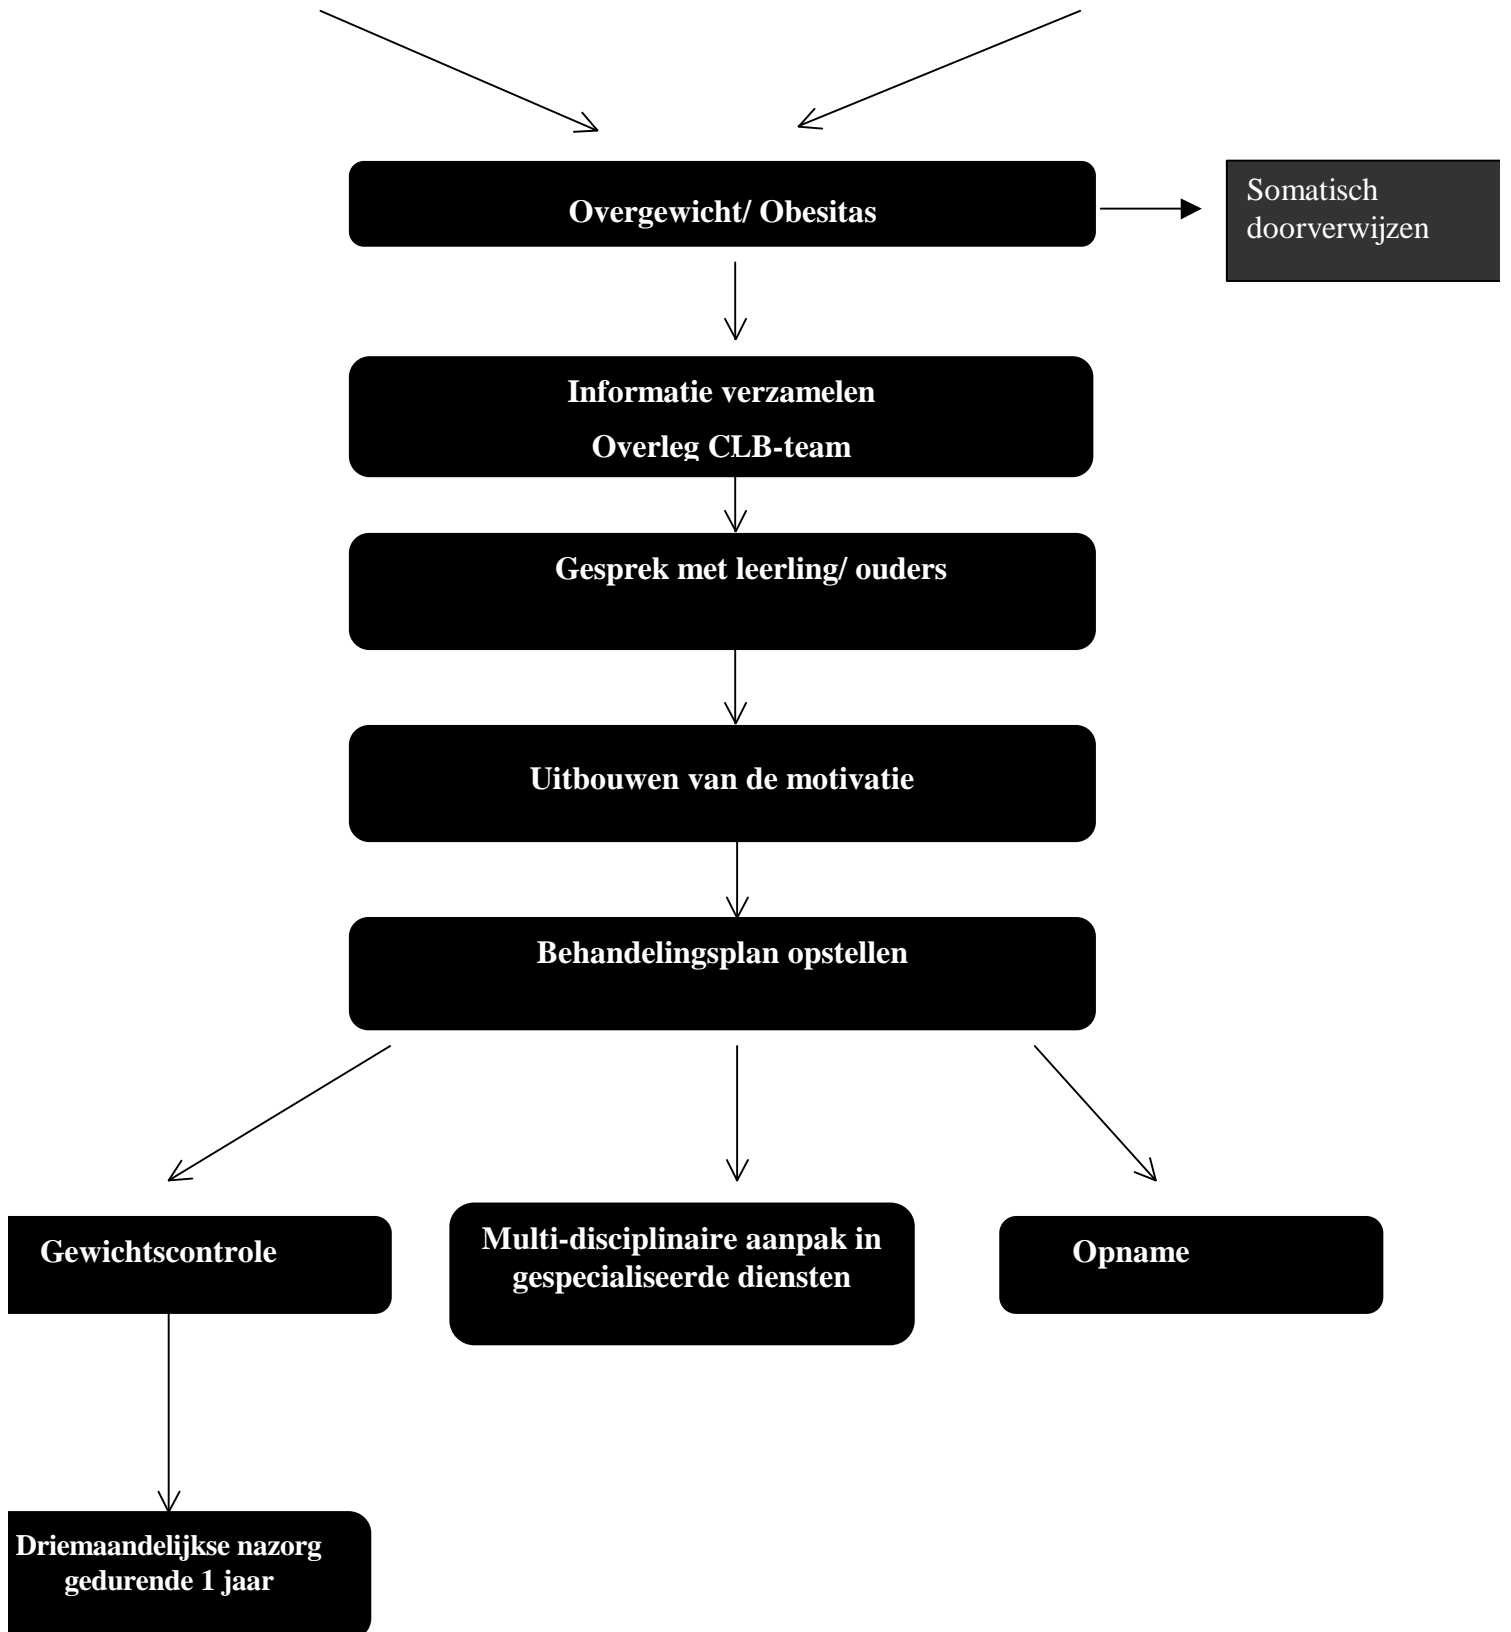 Overgewicht/ Obesitas
Somatisch
doorverwijzen
Informatie verzamelen
Overleg CLB-team
Gesprek met leerling/ ouders
Uitbouwen van de motivatie
Behandelingsplan opstellen
Gewichtscontrole
Multi-disciplinaire aanpak in
gespecialiseerde diensten
Opname
Driemaandelijkse nazorg
gedurende 1 jaar